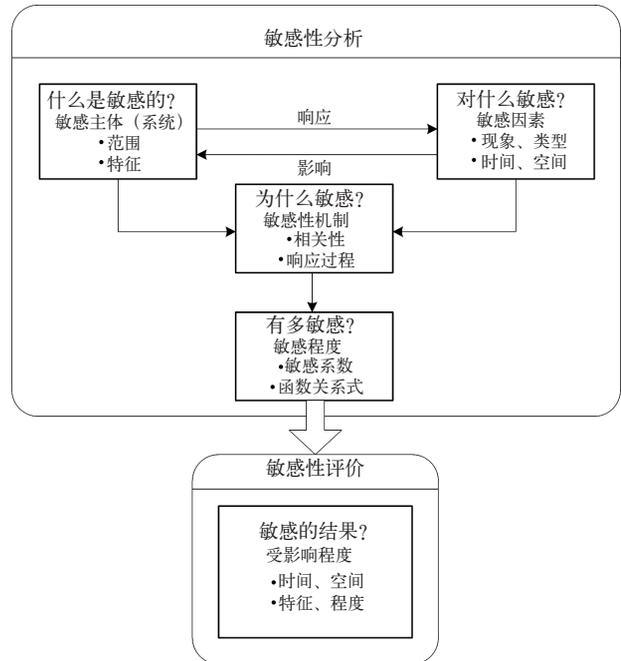 敏感性分析
什么是敏感的?
敏感主体（系统）
•范围
•特征
响应
影响
对什么敏感?
敏感因素
•现象、类型
•时间、空间
为什么敏感?
敏感性机制
•相关性
•响应过程
有多敏感?
敏感程度
•敏感系数
•函数关系式
敏感性评价
敏感的结果?
受影响程度
•时间、空间
•特征、程度